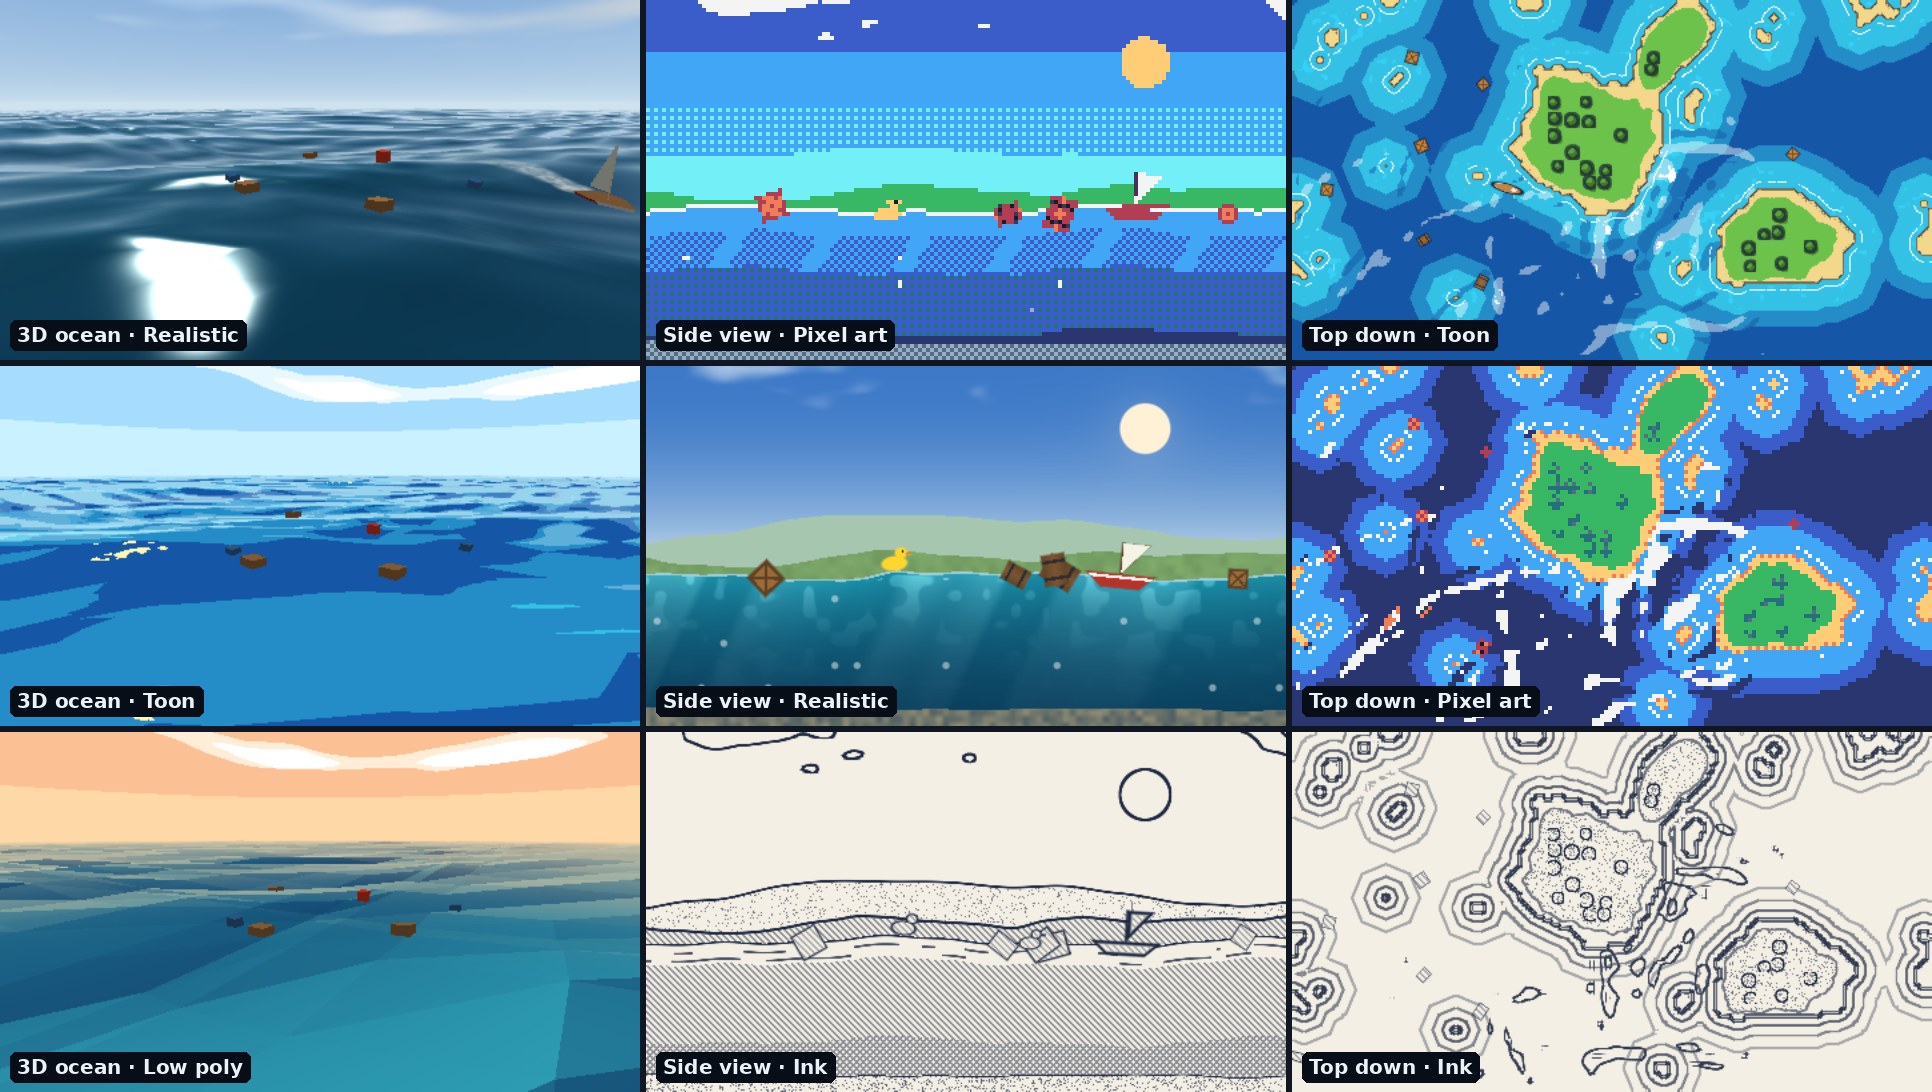 3D ocean · Realistic
Side view · Pixel art
Top down · Toon
3D ocean · Toon
Side view · Realistic
Top down · Pixel art
3D ocean · Low poly
Side view · Ink
Top down · Ink